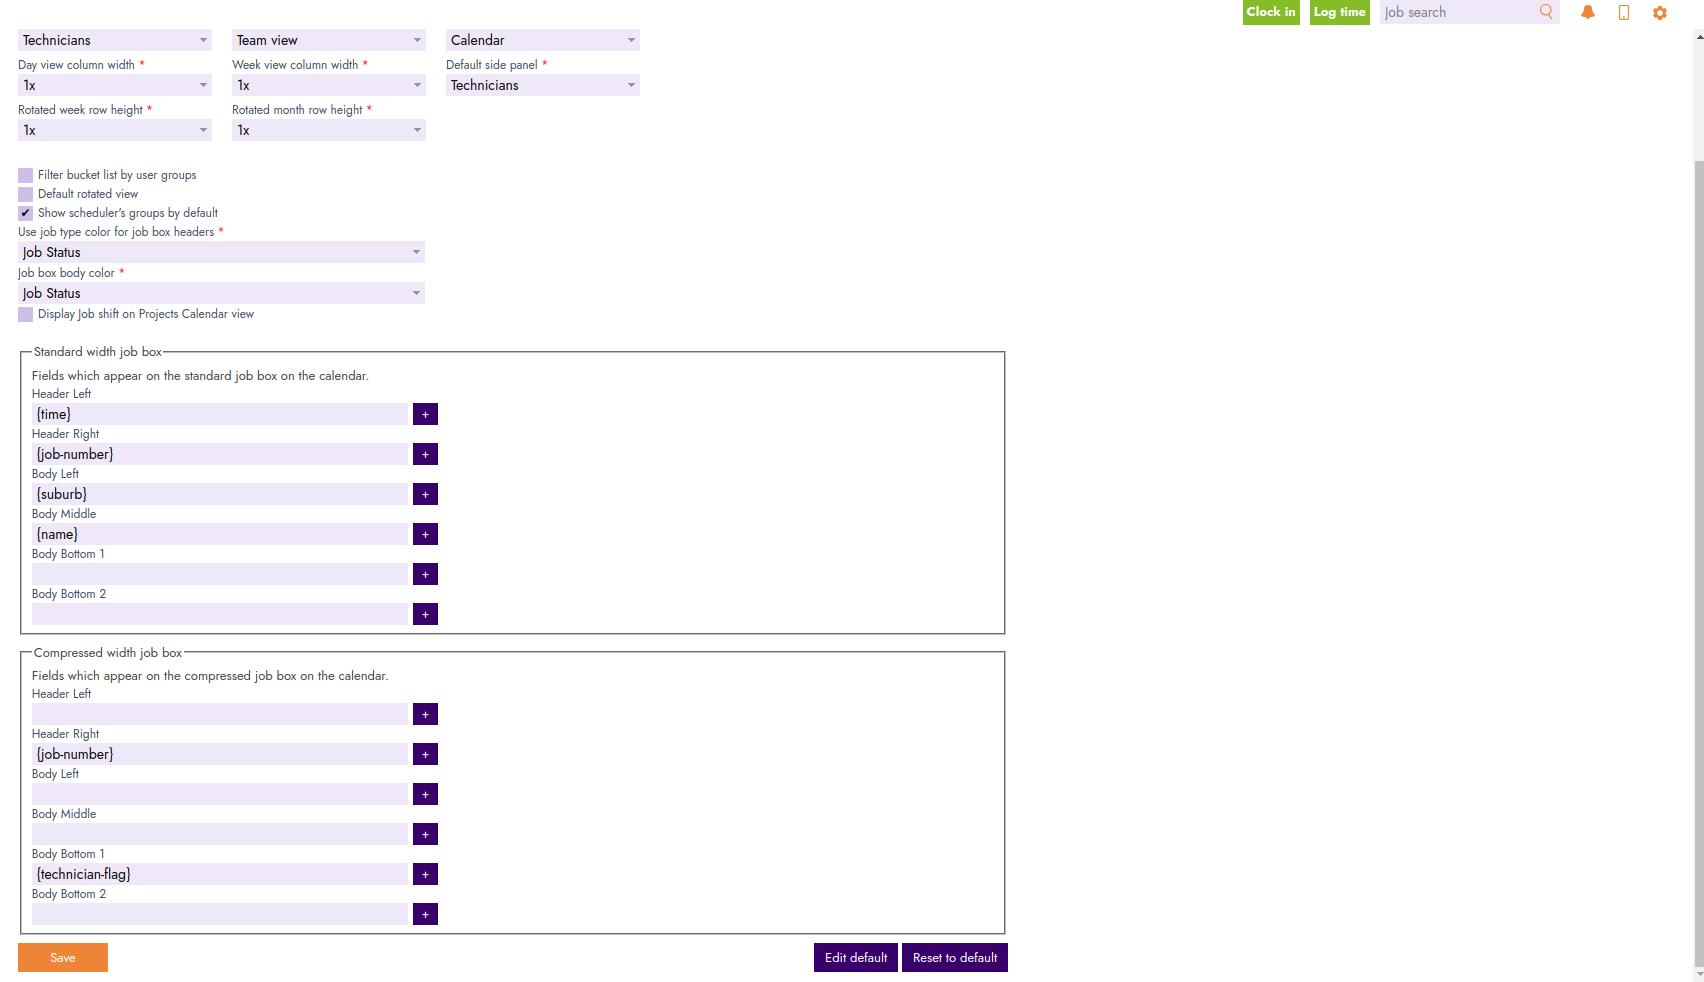 Clock in Log time Job search
Technicians Team view Calendar
Day view column width * Week view column width * Default side panel *
1x 1x Technicians
Rotated week row height * Rotated month row height *
1x 1x
Filter bucket list by user groups
Default rotated view
✔ Show scheduler's groups by default
Use job type color for job box headers *
Job Status
Job box body color *
Job Status
Display Job shift on Projects Calendar view
Standard width job box
Fields which appear on the standard job box on the calendar.
Header Left
{time} +
Header Right
{job-number} +
Body Left
{suburb} +
Body Middle
{name} +
Body Bottom 1
+
Body Bottom 2
+
Compressed width job box
Fields which appear on the compressed job box on the calendar.
Header Left
+
Header Right
{job-number} +
Body Left
+
Body Middle
+
Body Bottom 1
{technician-flag} +
Body Bottom 2
+
Save Edit default Reset to default